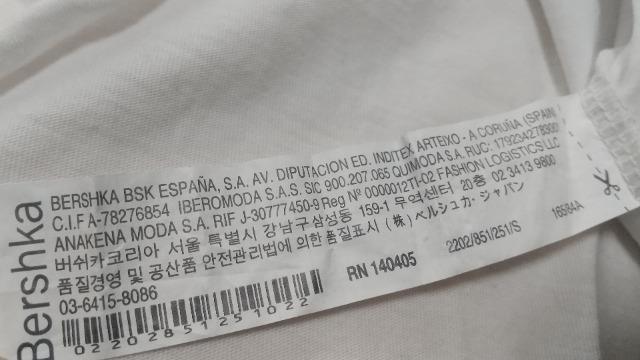 Bershka
BERSHKA BSK ESPAÑA, S.A. AV. DIPUTACION ED. INDITEX ARTEIXO - A CORUÑA (SPAIN)
C.I.F A-78276854 IBEROMODA S.A.S. SIC 900.207.065 QUIMODA S.A. RUC: 1792342783001
ANAKENA MODA S.A. RIF J-30777450-9 Reg Nº 0000012TI-02 FASHION LOGISTICS LLC
버쉬카코리아 서울 특별시 강남구삼성동 159-1 무역센터 20층 02.3413 9800
품질경영 및 공산품 안전관리법에 의한 품질표시 (株) ベルシュカ・ジャパン
03-6415-8086
RN 140405
2202/851/251/S
16584A
02202851251022